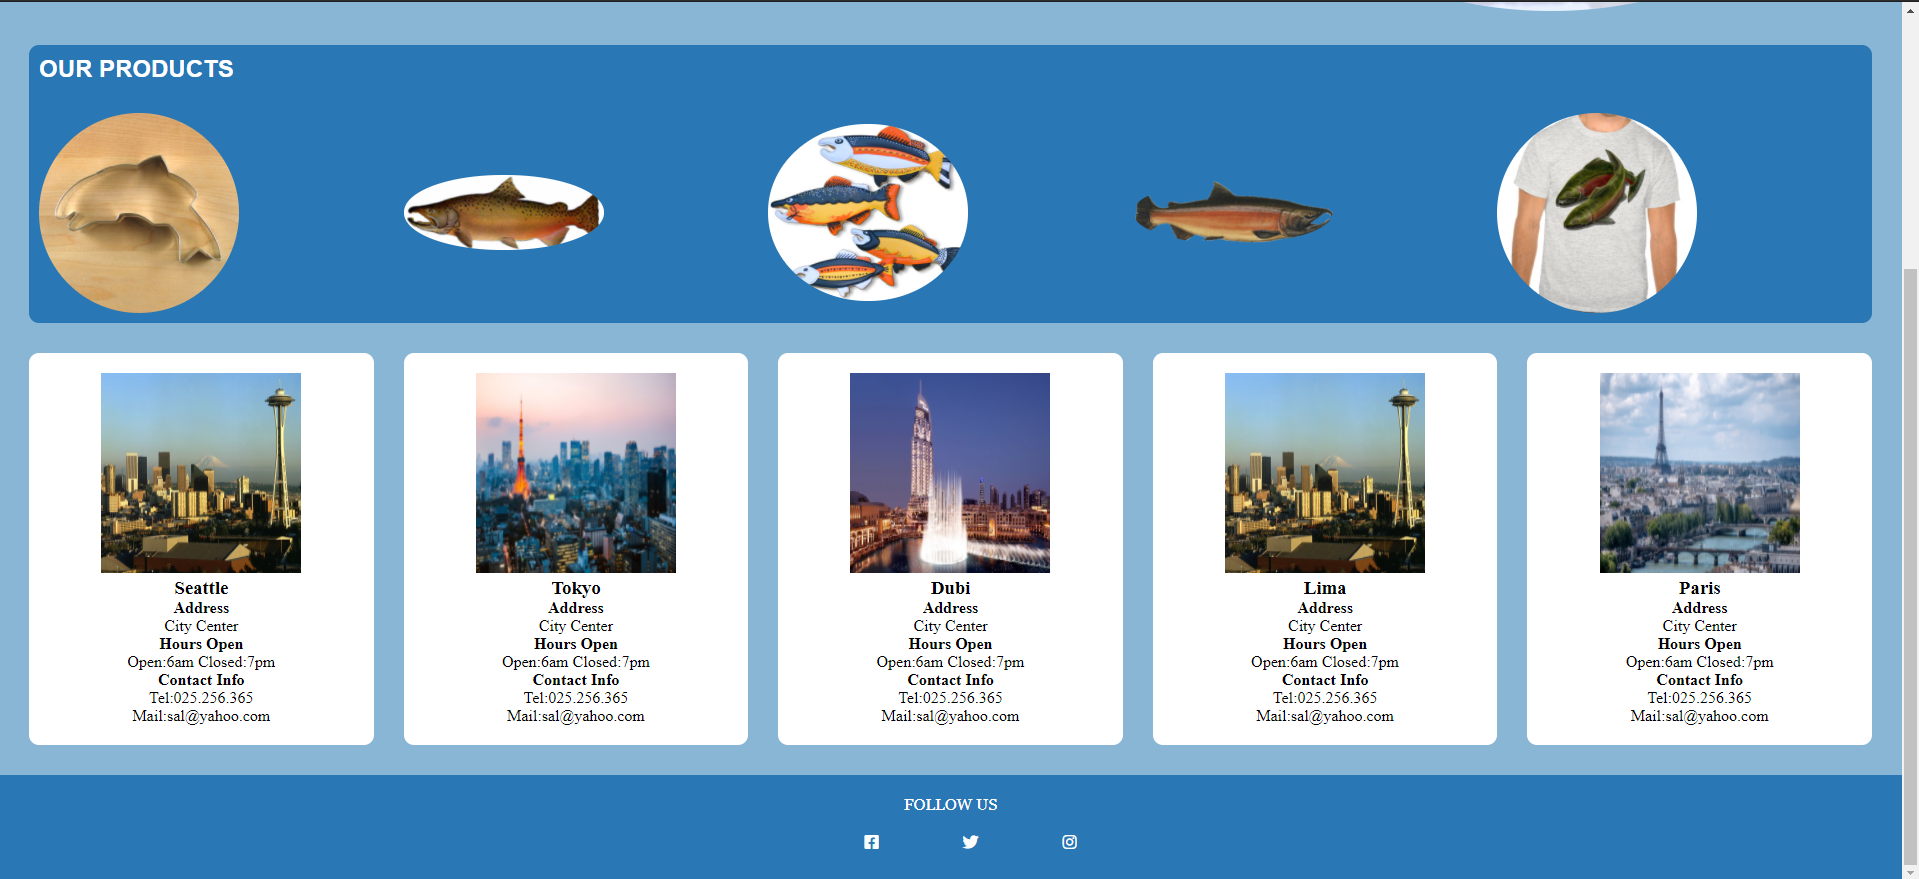 OUR PRODUCTS
Seattle
Address
City Center
Hours Open
Open:6am Closed:7pm
Contact Info
Tel:025.256.365
Mail:sal@yahoo.com
Tokyo
Address
City Center
Hours Open
Open:6am Closed:7pm
Contact Info
Tel:025.256.365
Mail:sal@yahoo.com
Dubi
Address
City Center
Hours Open
Open:6am Closed:7pm
Contact Info
Tel:025.256.365
Mail:sal@yahoo.com
Lima
Address
City Center
Hours Open
Open:6am Closed:7pm
Contact Info
Tel:025.256.365
Mail:sal@yahoo.com
Paris
Address
City Center
Hours Open
Open:6am Closed:7pm
Contact Info
Tel:025.256.365
Mail:sal@yahoo.com
FOLLOW US